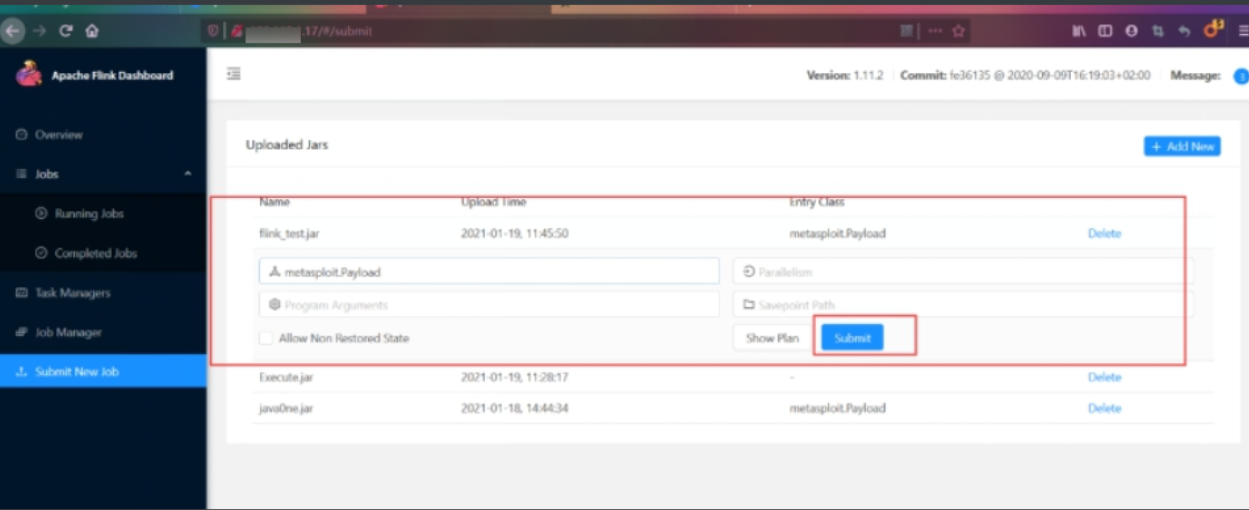 .17/#/submit
Apache Flink Dashboard
Version: 1.11.2 Commit: fe36135 @ 2020-09-09T16:19:03+02:00 Message: 3
Overview
Uploaded Jars
+ Add New
Jobs
Name Upload Time Entry Class
Running Jobs
flink_test.jar 2021-01-19, 11:45:50 metasploit.Payload Delete
Completed Jobs
metasploit.Payload Parallelism
Task Managers
Program Arguments Savepoint Path
Job Manager
Allow Non Restored State Show Plan Submit
Submit New Job
Execute.jar 2021-01-19, 11:28:17 - Delete
java0ne.jar 2021-01-18, 14:44:34 metasploit.Payload Delete